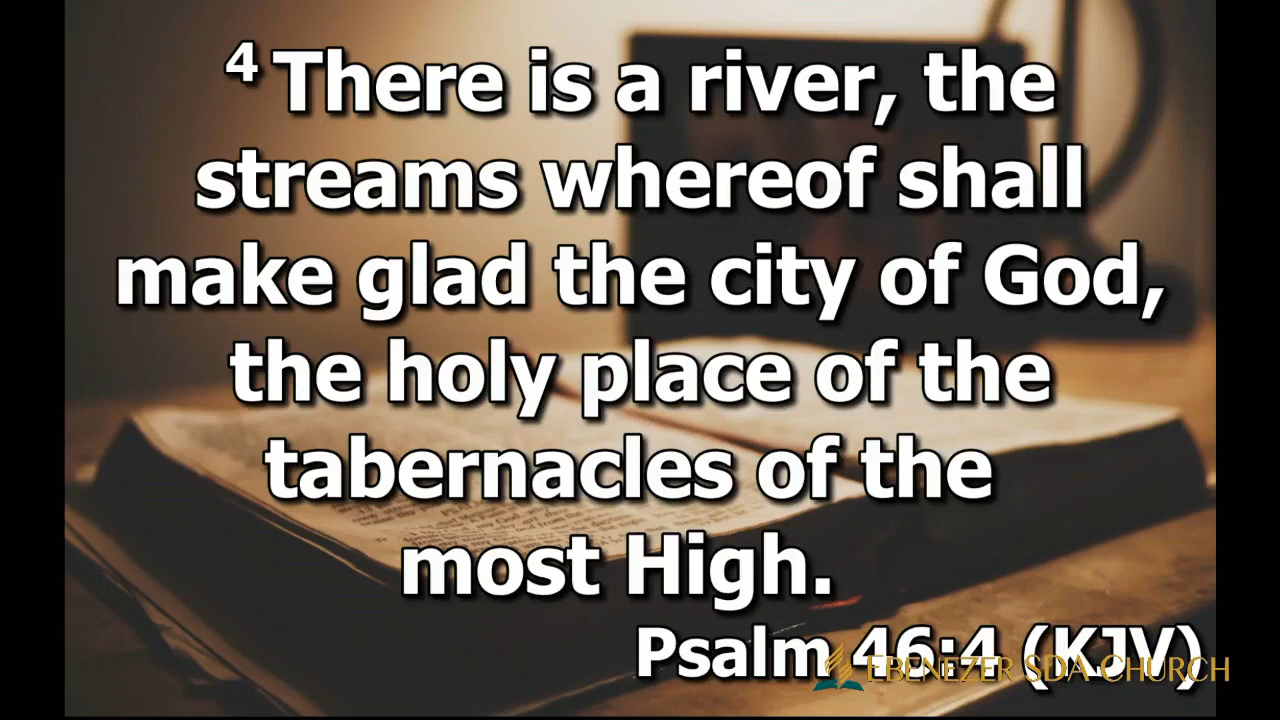 4 There is a river, the
streams whereof shall
make glad the city of God,
the holy place of the
tabernacles of the
most High.
Psalm 46:4 (KJV)
EBENEZER SDA CHURCH